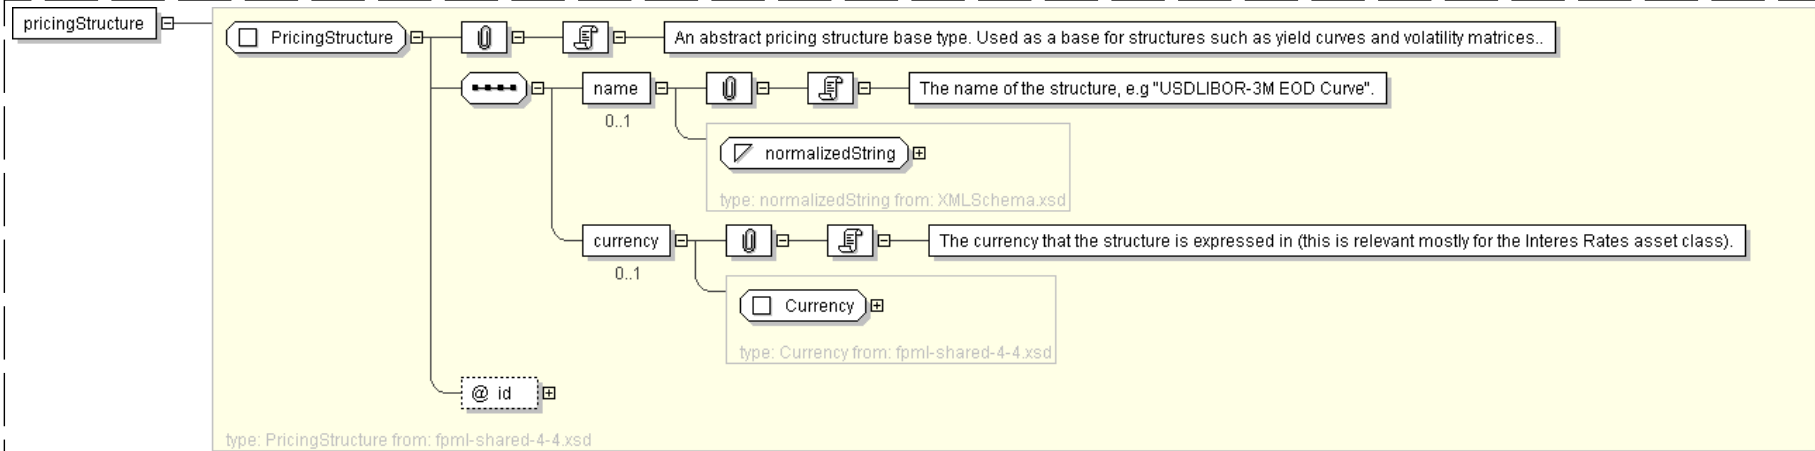 pricingStructure
PricingStructure
An abstract pricing structure base type. Used as a base for structures such as yield curves and volatility matrices..
name
The name of the structure, e.g "USDLIBOR-3M EOD Curve".
0..1
normalizedString
type: normalizedString from: XMLSchema.xsd
currency
The currency that the structure is expressed in (this is relevant mostly for the Interes Rates asset class).
0..1
Currency
type: Currency from: fpml-shared-4-4.xsd
@ id
type: PricingStructure from: fpml-shared-4-4.xsd